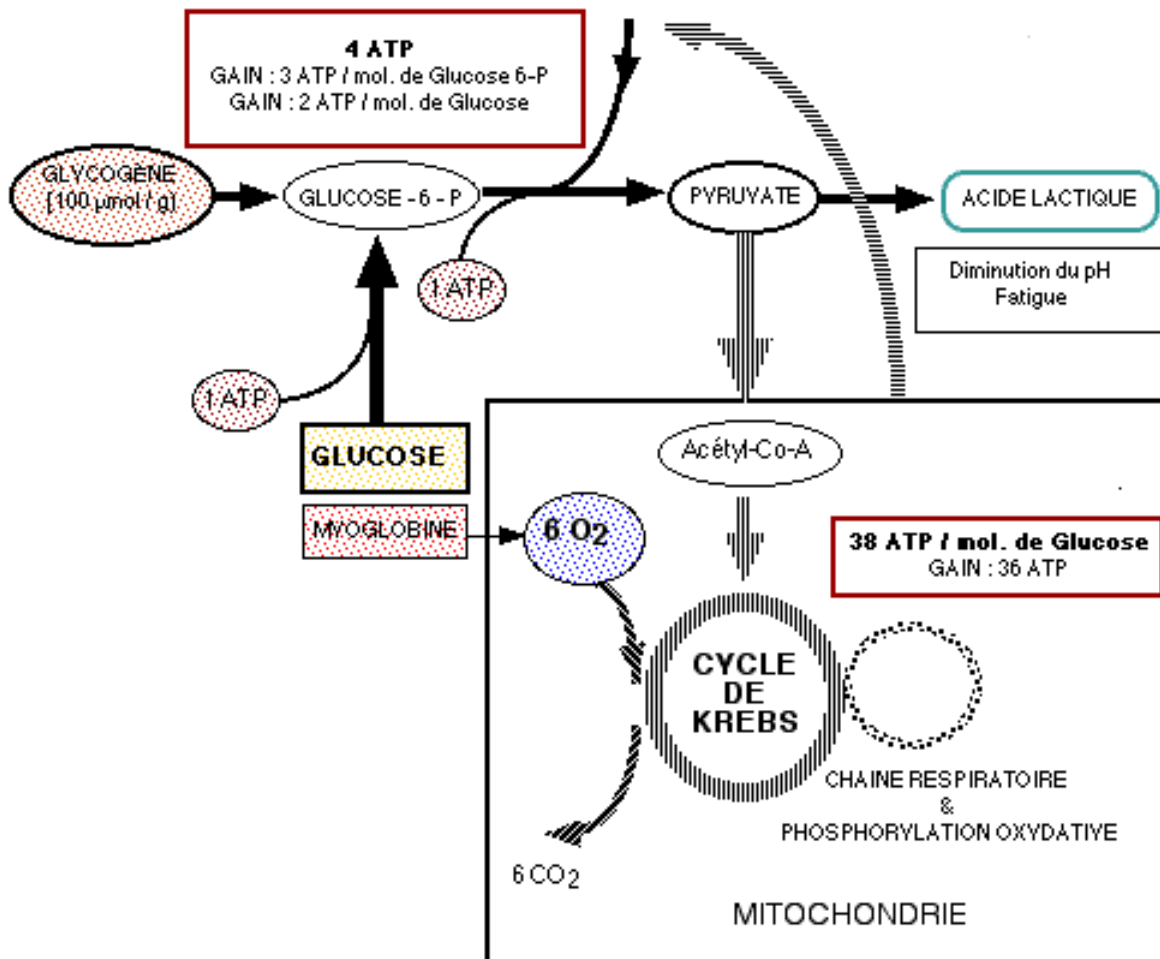 4 ATP
GAIN : 3 ATP / mol. de Glucose 6-P
GAIN : 2 ATP / mol. de Glucose
GLYCOGÈNE
[100 µmol / g]
GLUCOSE - 6 - P
PYRUVATE
ACIDE LACTIQUE
1 ATP
Diminution du pH
Fatigue
1 ATP
GLUCOSE
Acétyl-Co-A
MYOGLOBINE
6 O2
38 ATP / mol. de Glucose
GAIN : 36 ATP
CYCLE
DE
KREBS
CHAINE RESPIRATOIRE
&
PHOSPHORYLATION OXYDATIVE
6 CO2
MITOCHONDRIE